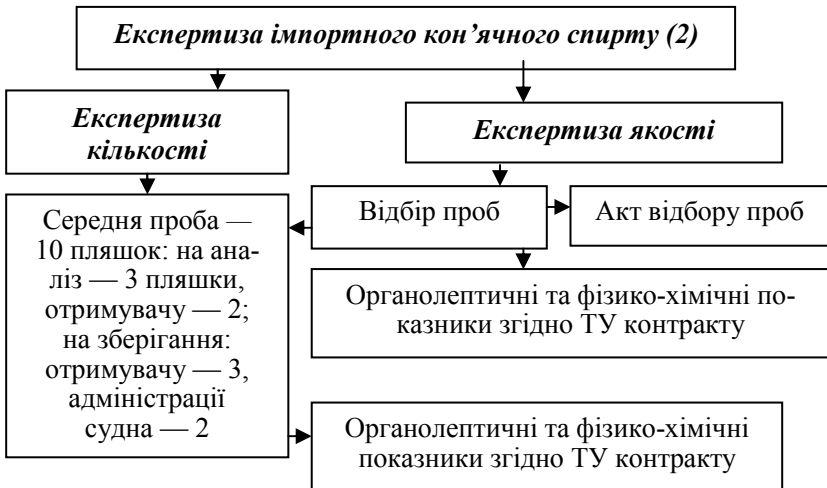 Експертиза імпортного кон’ячного спирту (2)
Експертиза
кількості
Експертиза якості
Середня проба —
10 пляшок: на ана-
ліз — 3 пляшки,
отримувачу — 2;
на зберігання:
отримувачу — 3,
адміністрації
судна — 2
Відбір проб
Акт відбору проб
Органолептичні та фізико-хімічні по-
казники згідно ТУ контракту
Органолептичні та фізико-хімічні
показники згідно ТУ контракту